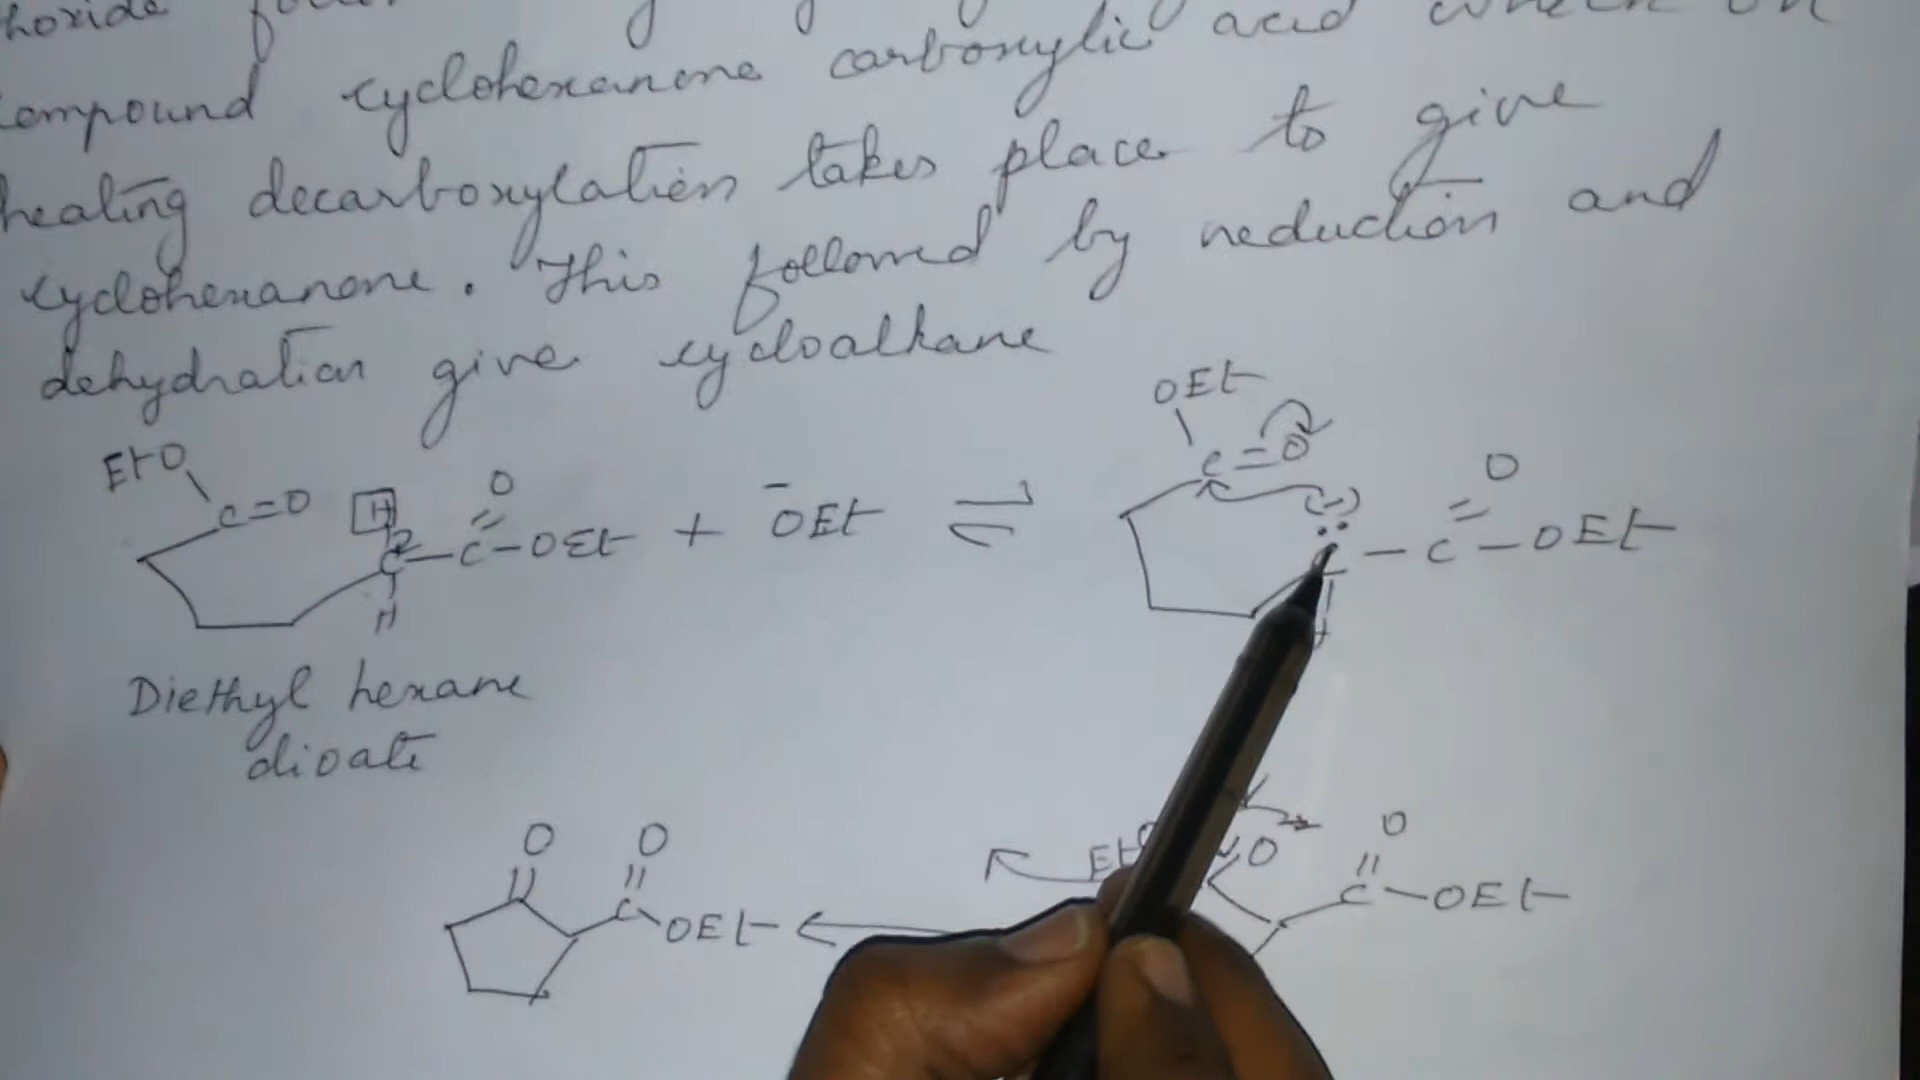 compound cyclohexanone carboxylic acid which on
heating decarboxylation takes place to give
cyclohexanone. This followed by reduction and
dehydration give cycloalkane
EtO
C=O H
C-C-OEt + OEt ⇌
O
H
OEt
C=O
(-)
- C - OEt
O
Diethyl hexane
dioate
O O
C
OEt
EtO O
O
C-OEt